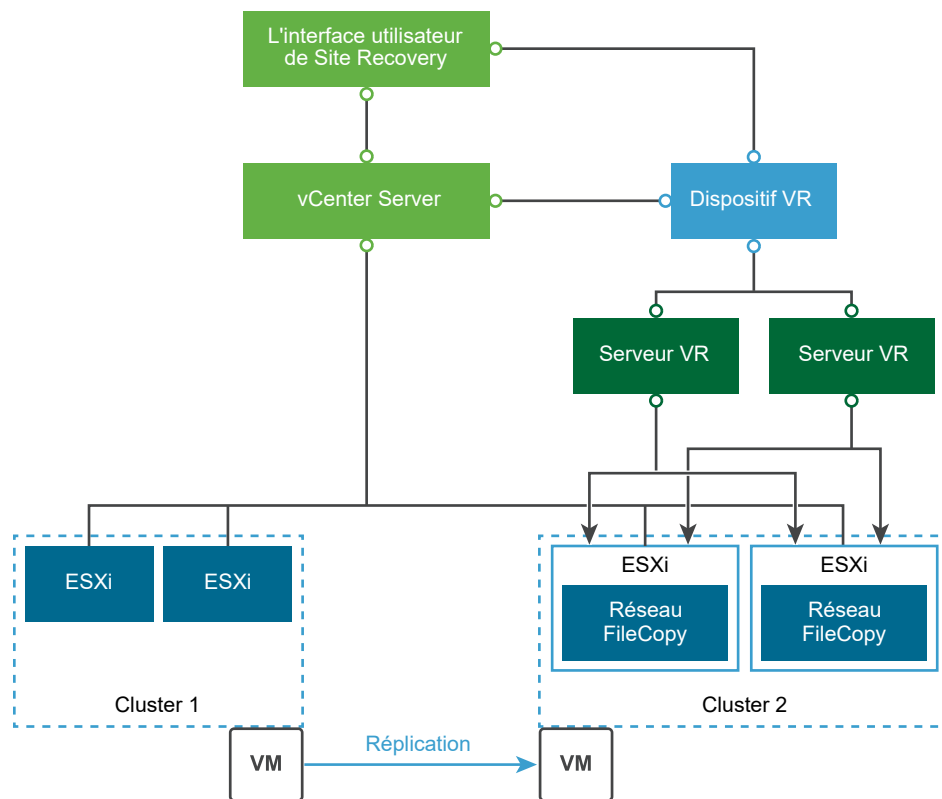 L'interface utilisateur
de Site Recovery
vCenter Server
Dispositif VR
Serveur VR
Serveur VR
ESXi
ESXi
ESXi
ESXi
Réseau
FileCopy
Réseau
FileCopy
Cluster 1
Cluster 2
VM
Réplication
VM